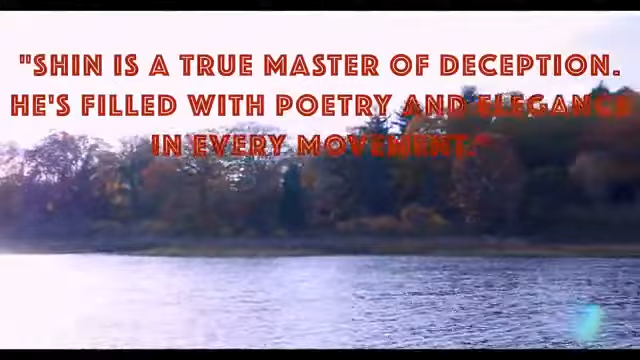 "SHIN IS A TRUE MASTER OF DECEPTION.
HE'S FILLED WITH POETRY AND ELEGANCE
IN EVERY MOVEMENT."